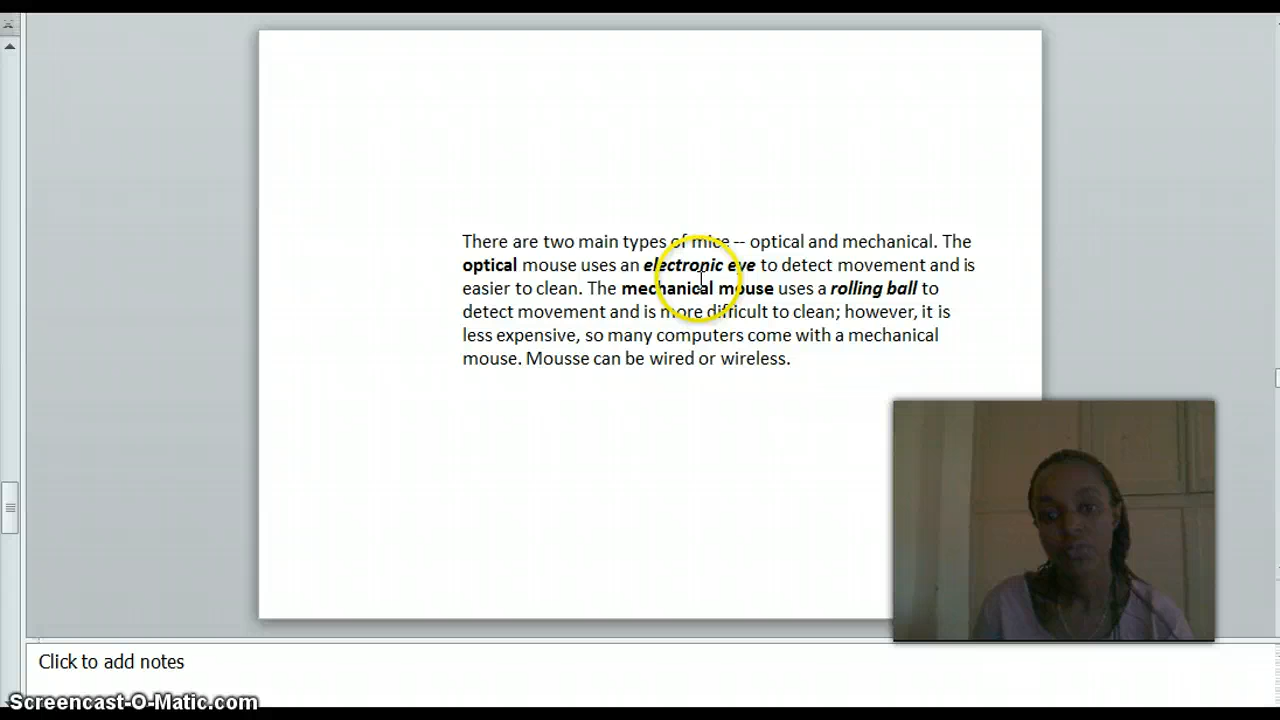 There are two main types of mice -- optical and mechanical. The
optical mouse uses an electronic eye to detect movement and is
easier to clean. The mechanical mouse uses a rolling ball to
detect movement and is more difficult to clean; however, it is
less expensive, so many computers come with a mechanical
mouse. Mousse can be wired or wireless.
Click to add notes
Screencast-O-Matic.com